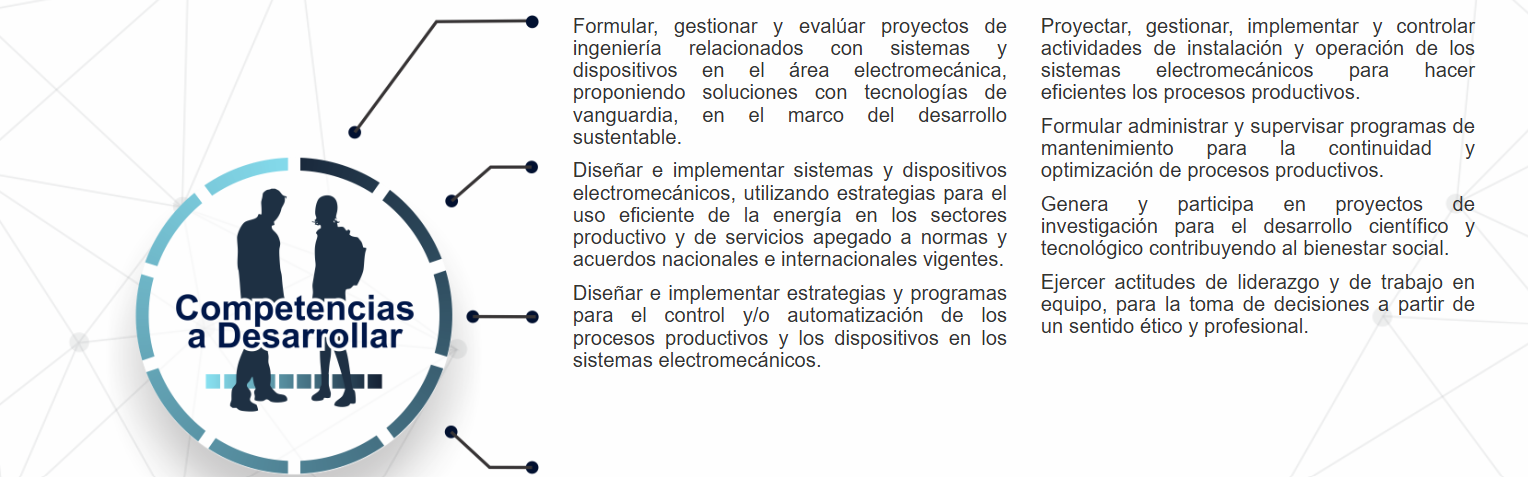 Competencias
a Desarrollar
Formular, gestionar y evalúar proyectos de
ingeniería relacionados con sistemas y
dispositivos en el área electromecánica,
proponiendo soluciones con tecnologías de
vanguardia, en el marco del desarrollo
sustentable.
Diseñar e implementar sistemas y dispositivos
electromecánicos, utilizando estrategias para el
uso eficiente de la energía en los sectores
productivo y de servicios apegado a normas y
acuerdos nacionales e internacionales vigentes.
Diseñar e implementar estrategias y programas
para el control y/o automatización de los
procesos productivos y los dispositivos en los
sistemas electromecánicos.
Proyectar, gestionar, implementar y controlar
actividades de instalación y operación de los
sistemas electromecánicos para hacer
eficientes los procesos productivos.
Formular administrar y supervisar programas de
mantenimiento para la continuidad y
optimización de procesos productivos.
Genera y participa en proyectos de
investigación para el desarrollo científico y
tecnológico contribuyendo al bienestar social.
Ejercer actitudes de liderazgo y de trabajo en
equipo, para la toma de decisiones a partir de
un sentido ético y profesional.